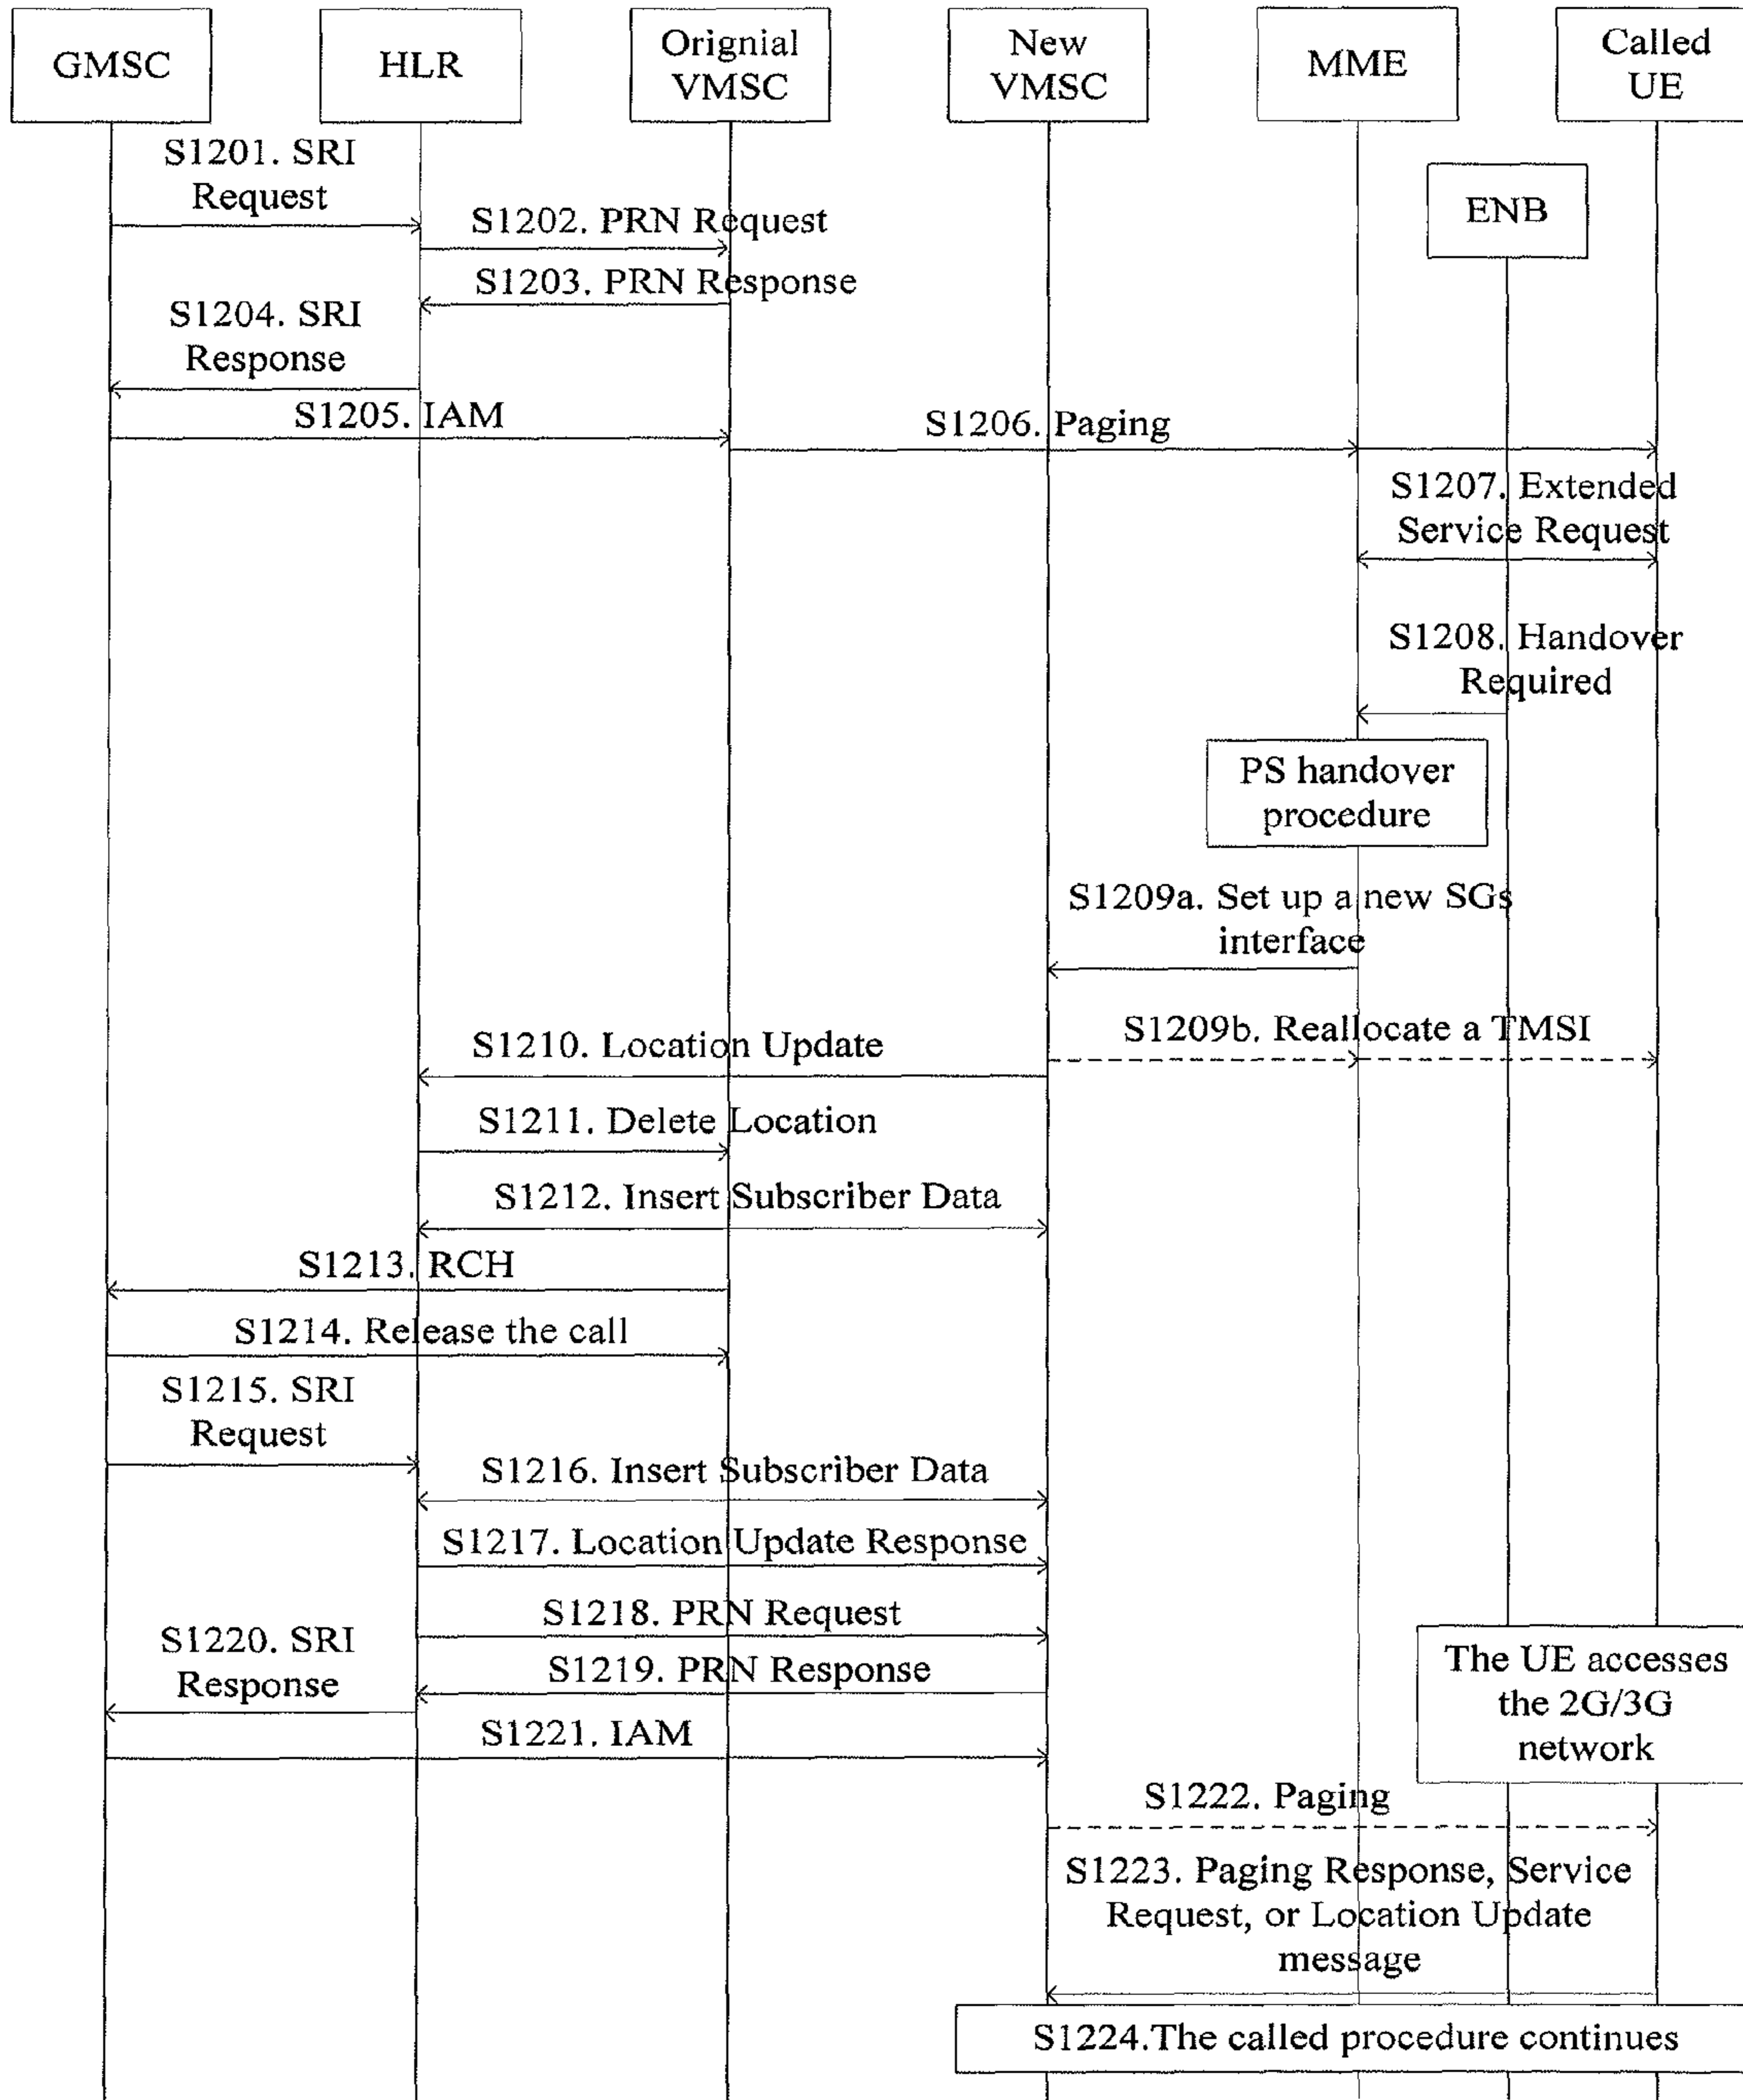 GMSC
HLR
Orignial
VMSC
New
VMSC
MME
Called
UE
ENB
S1201. SRI
Request
S1202. PRN Request
S1203. PRN Response
S1204. SRI
Response
S1205. IAM
S1206. Paging
S1207. Extended
Service Request
S1208. Handover
Required
PS handover
procedure
S1209a. Set up a new SGs
interface
S1209b. Reallocate a TMSI
S1210. Location Update
S1211. Delete Location
S1212. Insert Subscriber Data
S1213. RCH
S1214. Release the call
S1215. SRI
Request
S1216. Insert Subscriber Data
S1217. Location Update Response
S1218. PRN Request
S1219. PRN Response
S1220. SRI
Response
S1221. IAM
The UE accesses
the 2G/3G
network
S1222. Paging
S1223. Paging Response, Service
Request, or Location Update
message
S1224.The called procedure continues